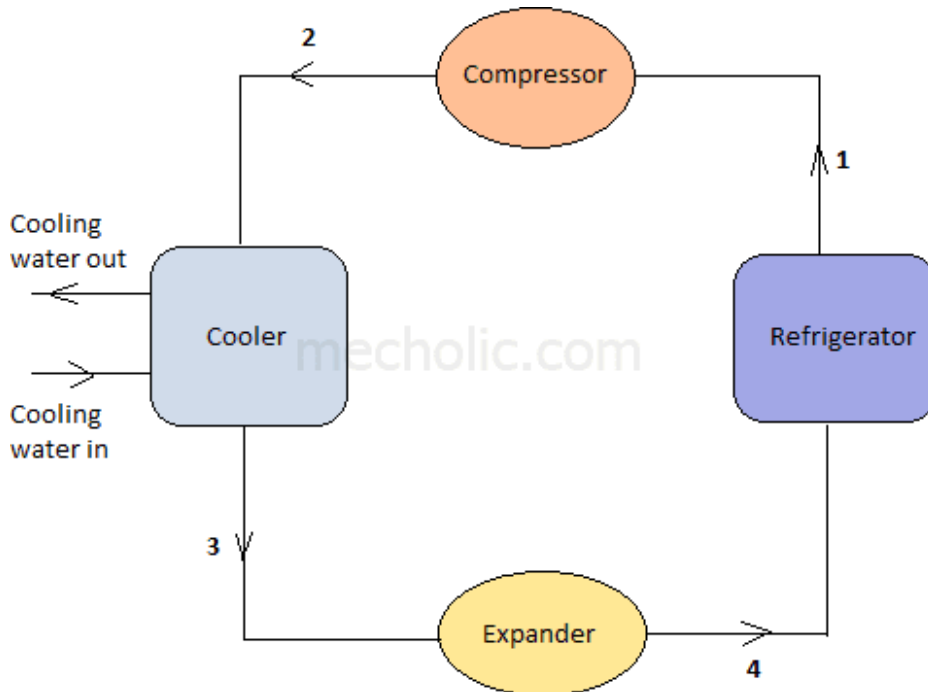 2
Compressor
1
Cooling
water out
Cooler
mecholic.com
Refrigerator
Cooling
water in
3
Expander
4